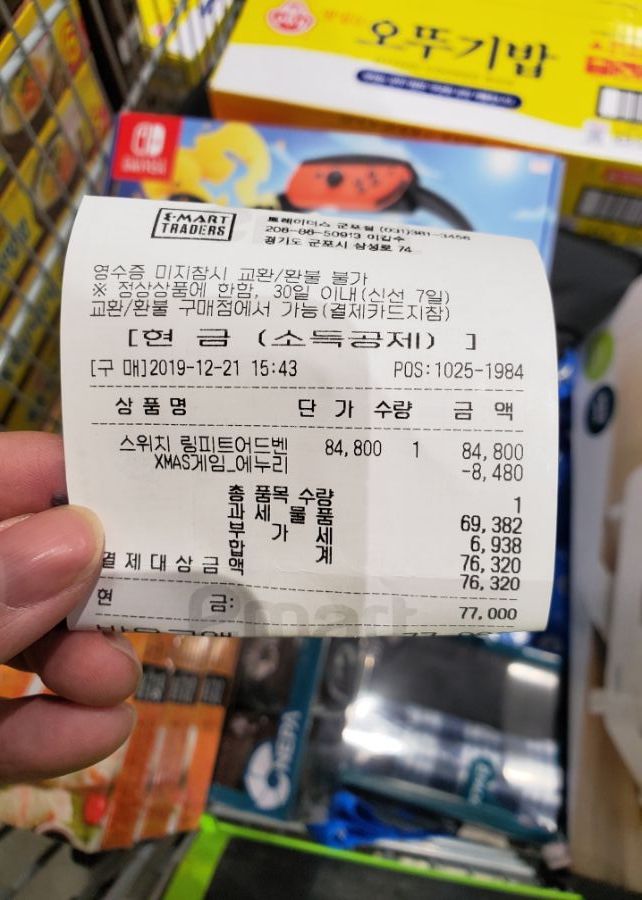 오뚜기밥
E·MART
TRADERS
트레이더스 군포점 (031)361-3456
208-86-50913 이갑수
경기도 군포시 삼성로 74
영수증 미지참시 교환/환불 불가
※ 정상상품에 한함, 30일 이내(신선 7일)
교환/환불 구매점에서 가능(결제카드지참)
[현 금 (소득공제) ]
[구 매]2019-12-21 15:43 POS:1025-1984
상 품 명 단 가 수량 금 액
스위치 링피트어드벤 84,800 1 84,800
XMAS게임_에누리 -8,480
총 품목 수량 1
과 세 물 품 69,382
부 가 세 6,938
합 계 76,320
결 제 대 상 금 액 76,320
현 금: 77,000
emart
NEPA